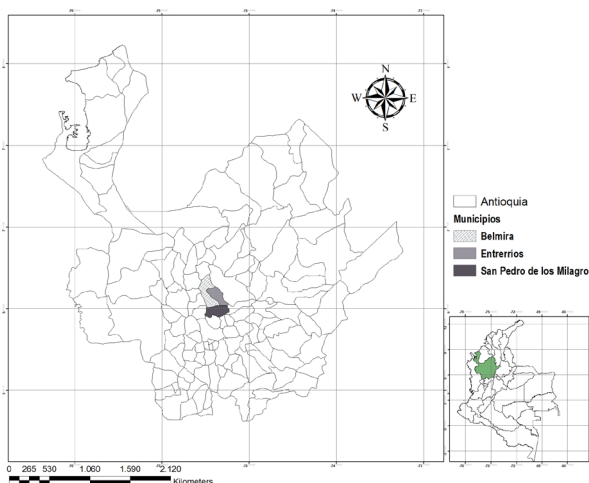 N
W E
S
Antioquia
Municipios
Belmira
Entrerrios
San Pedro de los Milagro
0 265 530 1.060 1.590 2.120
Kilometers